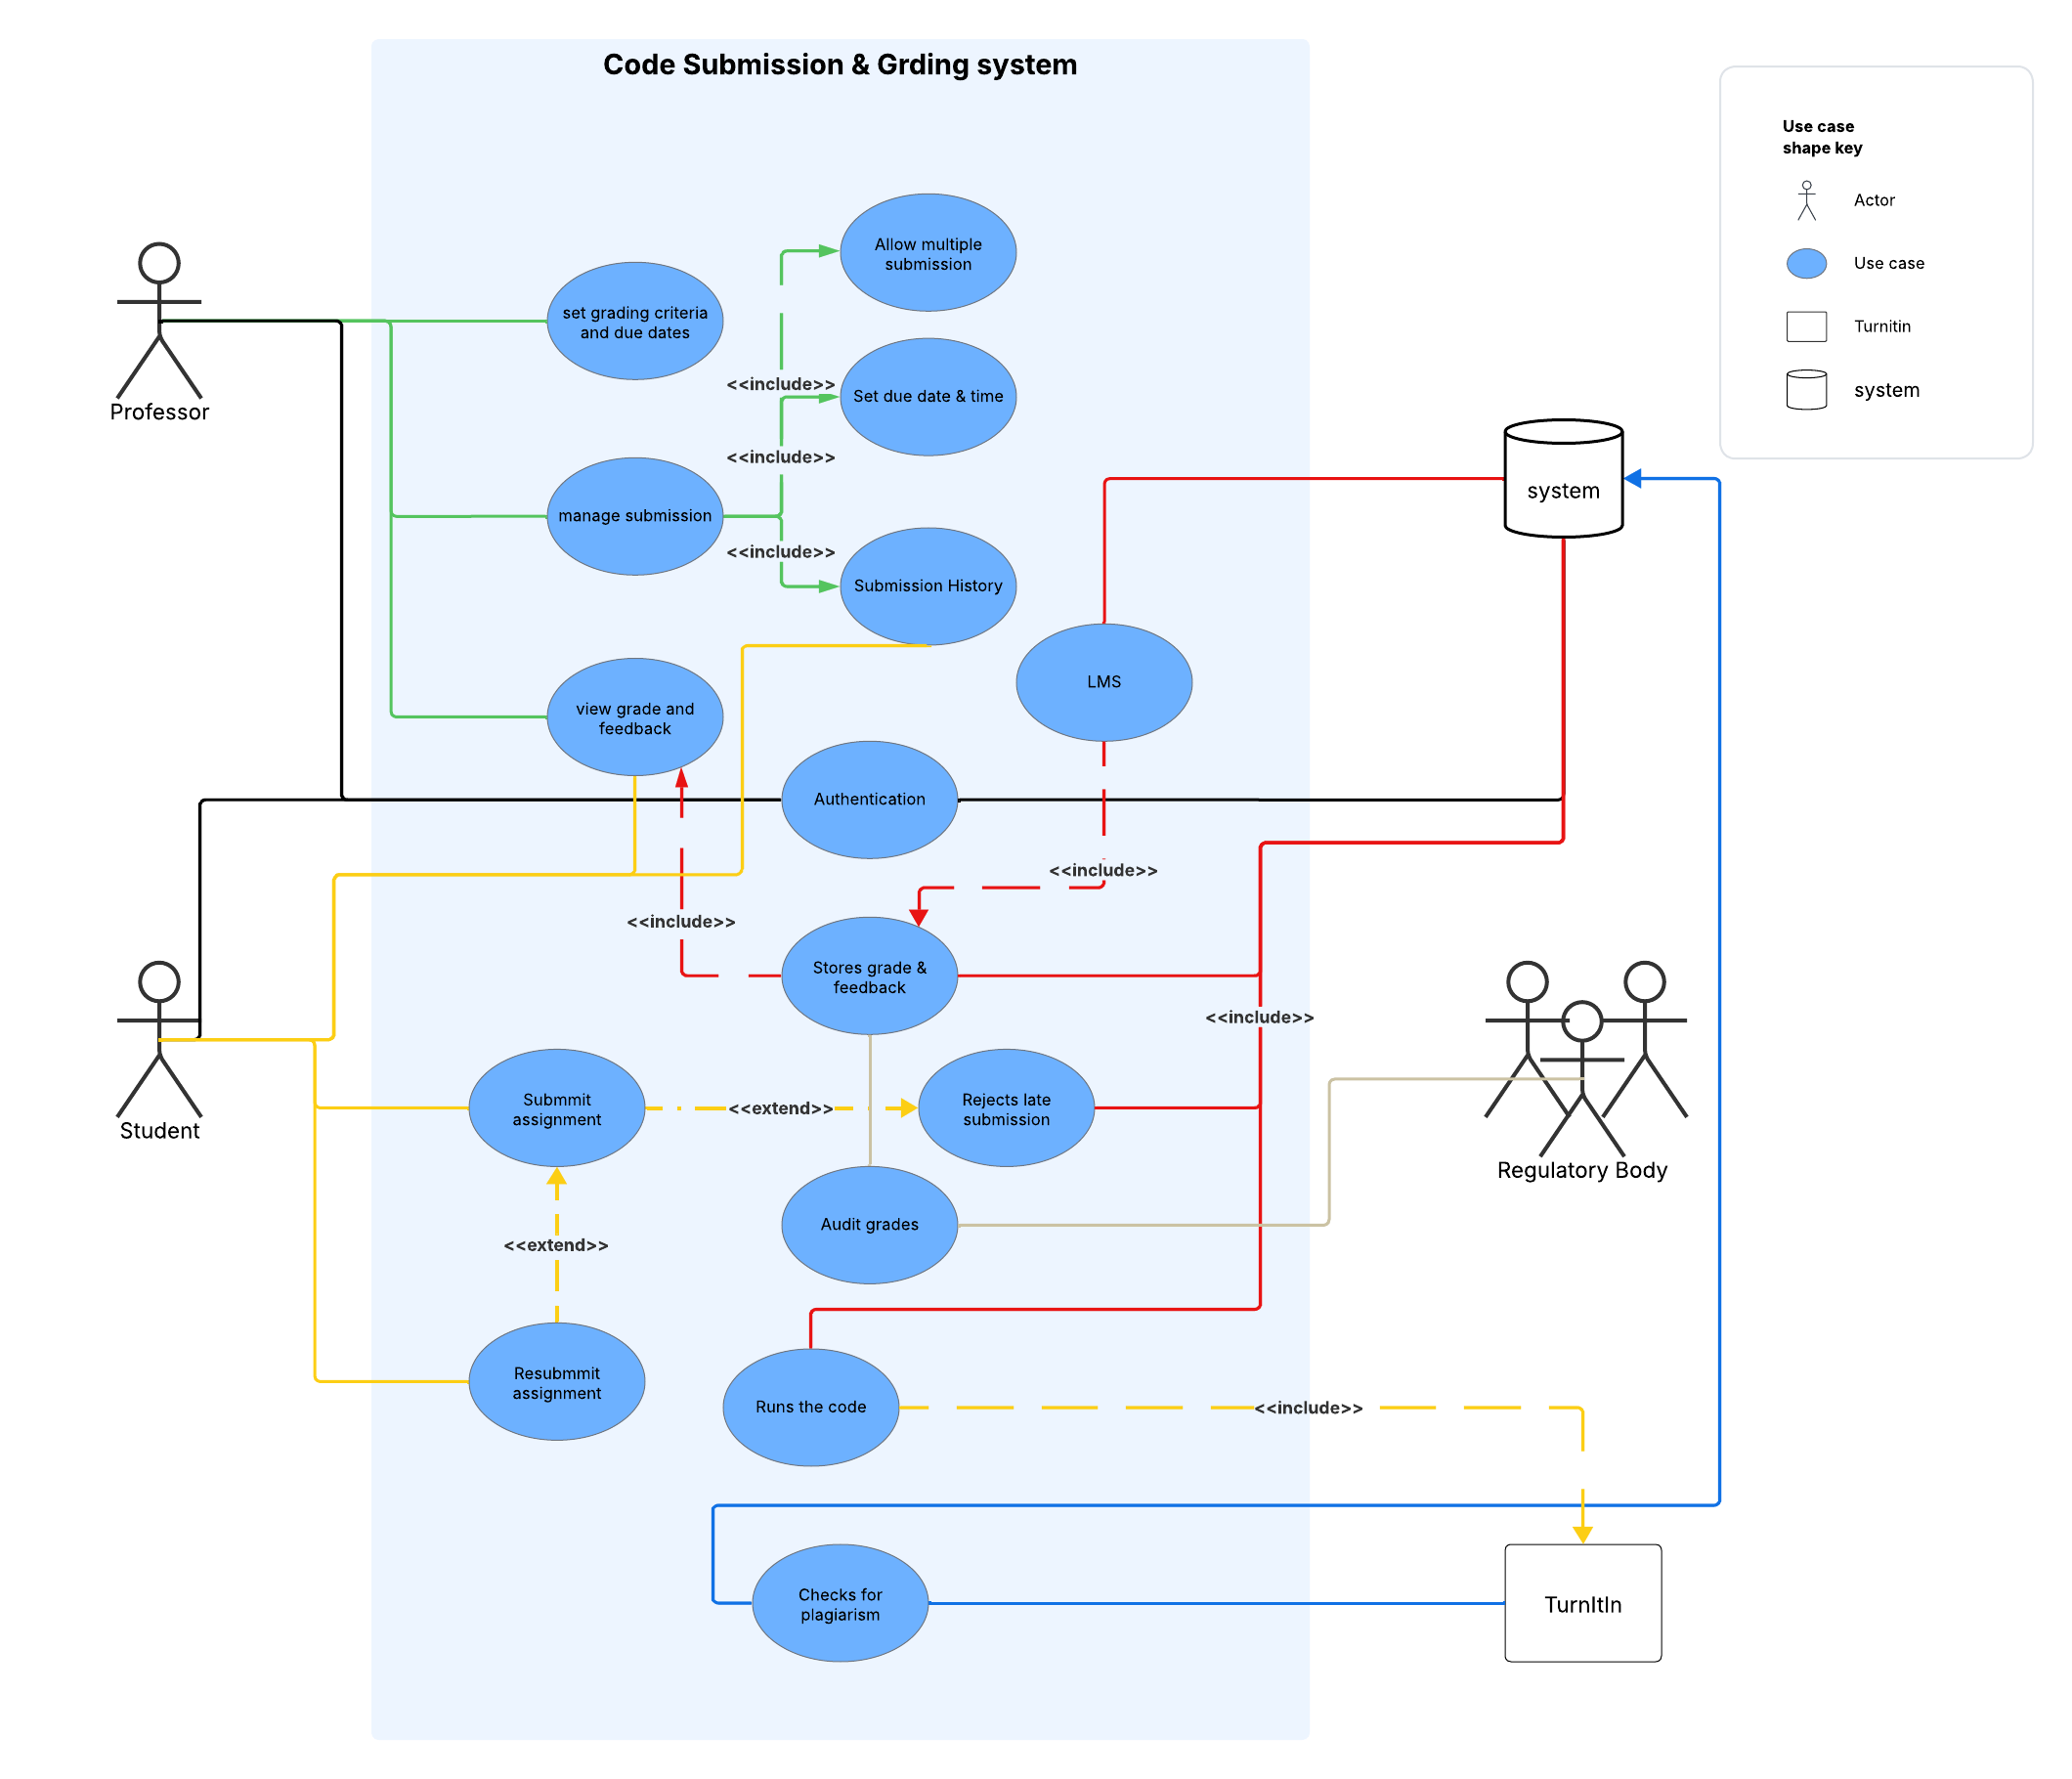 Code Submission & Grding system
Use case
shape key
Actor
Use case
Turnitin
system
Professor
set grading criteria
and due dates
Allow multiple
submission
<<include>>
Set due date & time
<<include>>
manage submission
<<include>>
Submission History
system
LMS
view grade and
feedback
Authentication
<<include>>
<<include>>
Stores grade &
feedback
<<include>>
Student
Submmit
assignment
<<extend>>
Rejects late
submission
Regulatory Body
Audit grades
<<extend>>
Resubmmit
assignment
Runs the code
<<include>>
Checks for
plagiarism
TurnItIn